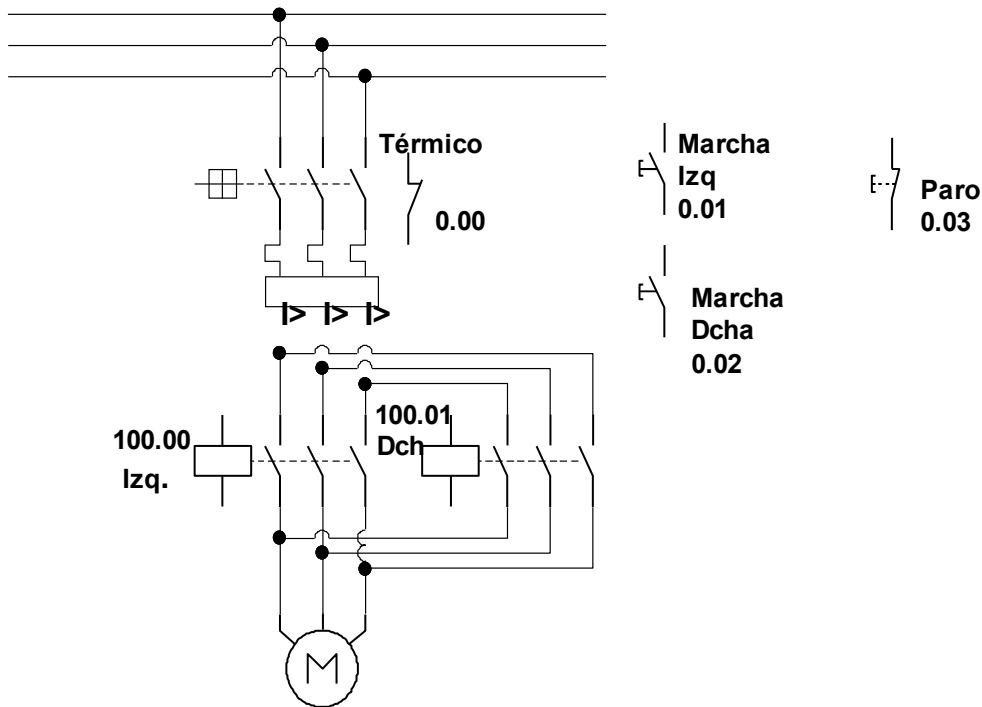 Térmico
0.00
Marcha
Izq
0.01
Paro
0.03
Marcha
Dcha
0.02
I> I> I>
100.00
Izq.
100.01
Dch
M